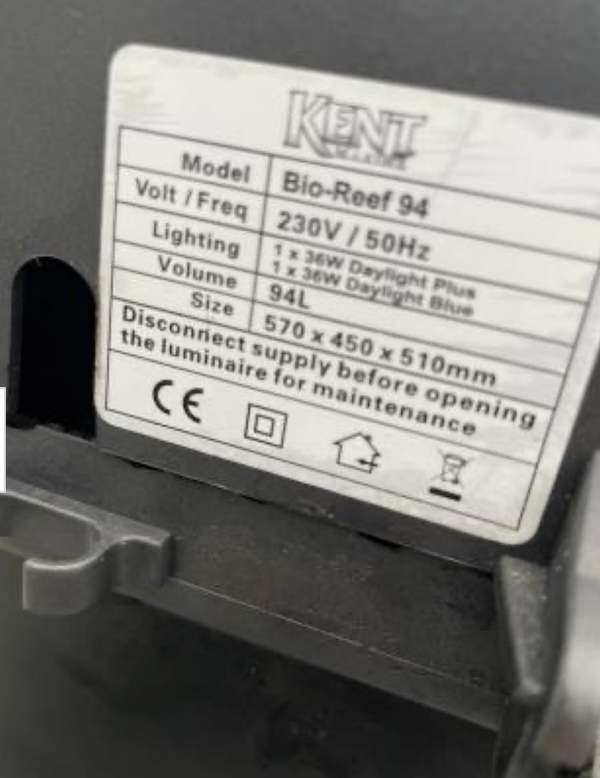 KENT
MARINE
Model Bio-Reef 94
Volt / Freq 230V / 50Hz
Lighting 1 x 36W Daylight Plus
1 x 36W Daylight Blue
Volume 94L
Size 570 x 450 x 510mm
Disconnect supply before opening
the luminaire for maintenance
CE